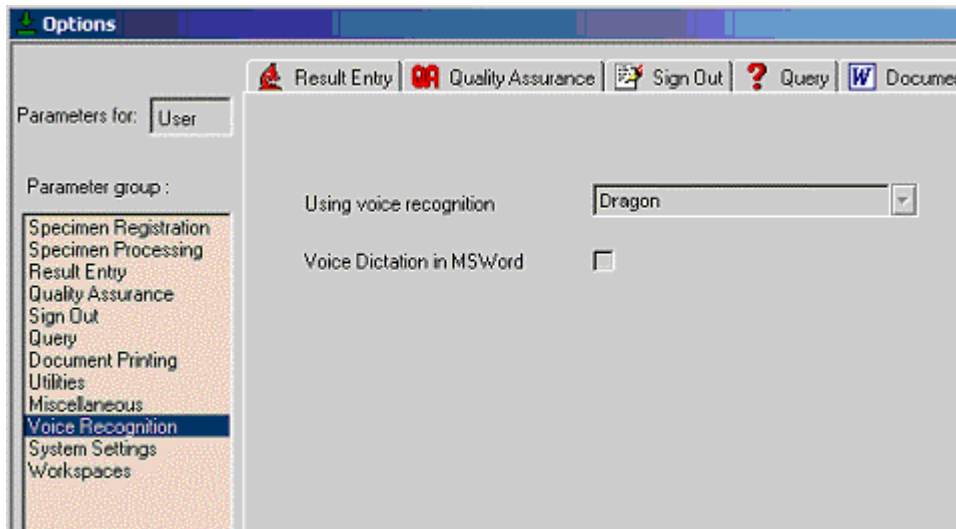 Options
Result Entry QA Quality Assurance Sign Out ? Query W Docume
Parameters for: User
Parameter group :
Using voice recognition Dragon
Voice Dictation in MSWord
Specimen Registration
Specimen Processing
Result Entry
Quality Assurance
Sign Out
Query
Document Printing
Utilities
Miscellaneous
Voice Recognition
System Settings
Workspaces